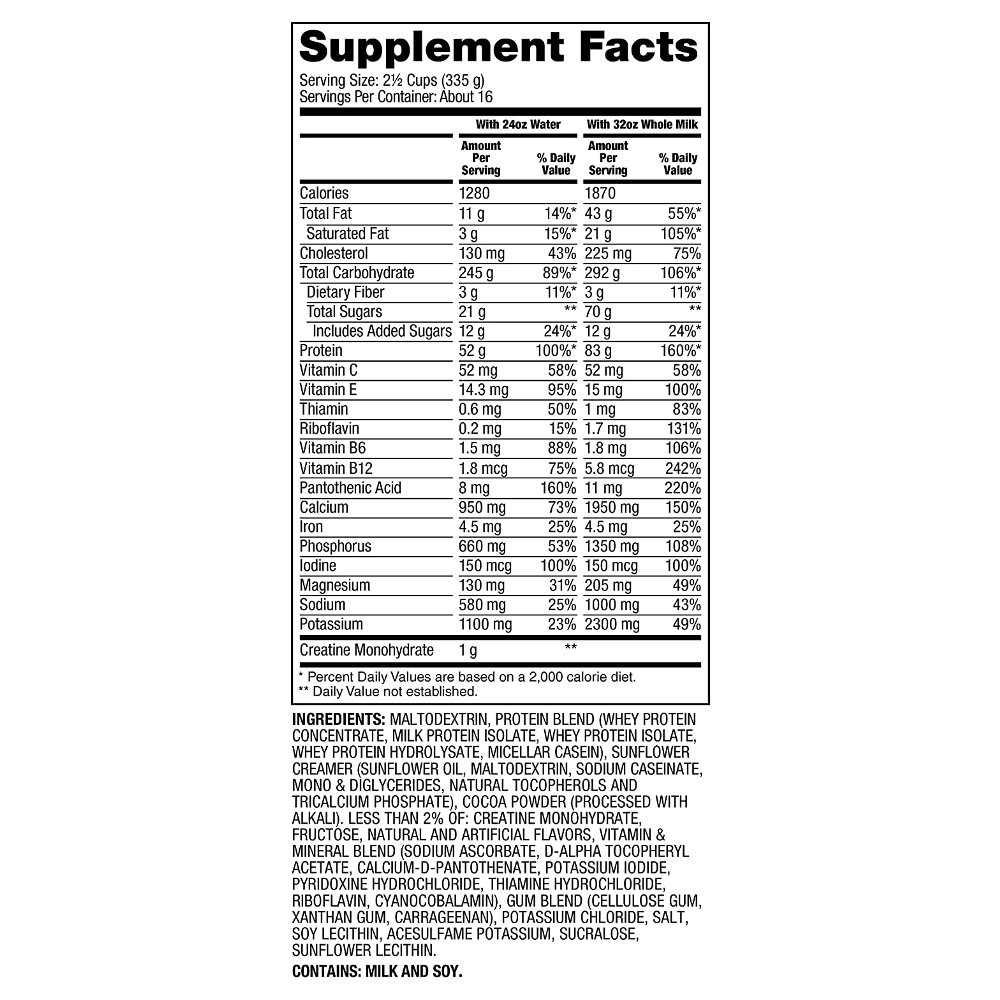 Supplement Facts
Serving Size: 2½ Cups (335 g)
Servings Per Container: About 16
With 24oz Water With 32oz Whole Milk
Amount Per Serving % Daily Value Amount Per Serving % Daily Value
Calories 1280 1870
Total Fat 11 g 14%* 43 g 55%*
Saturated Fat 3 g 15%* 21 g 105%*
Cholesterol 130 mg 43% 225 mg 75%
Total Carbohydrate 245 g 89%* 292 g 106%*
Dietary Fiber 3 g 11%* 3 g 11%*
Total Sugars 21 g ** 70 g **
Includes Added Sugars 12 g 24%* 12 g 24%*
Protein 52 g 100%* 83 g 160%*
Vitamin C 52 mg 58% 52 mg 58%
Vitamin E 14.3 mg 95% 15 mg 100%
Thiamin 0.6 mg 50% 1 mg 83%
Riboflavin 0.2 mg 15% 1.7 mg 131%
Vitamin B6 1.5 mg 88% 1.8 mg 106%
Vitamin B12 1.8 mcg 75% 5.8 mcg 242%
Pantothenic Acid 8 mg 160% 11 mg 220%
Calcium 950 mg 73% 1950 mg 150%
Iron 4.5 mg 25% 4.5 mg 25%
Phosphorus 660 mg 53% 1350 mg 108%
Iodine 150 mcg 100% 150 mcg 100%
Magnesium 130 mg 31% 205 mg 49%
Sodium 580 mg 25% 1000 mg 43%
Potassium 1100 mg 23% 2300 mg 49%
Creatine Monohydrate 1 g **
* Percent Daily Values are based on a 2,000 calorie diet.
** Daily Value not established.
INGREDIENTS: MALTODEXTRIN, PROTEIN BLEND (WHEY PROTEIN
CONCENTRATE, MILK PROTEIN ISOLATE, WHEY PROTEIN ISOLATE,
WHEY PROTEIN HYDROLYSATE, MICELLAR CASEIN), SUNFLOWER
CREAMER (SUNFLOWER OIL, MALTODEXTRIN, SODIUM CASEINATE,
MONO & DIGLYCERIDES, NATURAL TOCOPHEROLS AND
TRICALCIUM PHOSPHATE), COCOA POWDER (PROCESSED WITH
ALKALI). LESS THAN 2% OF: CREATINE MONOHYDRATE,
FRUCTOSE, NATURAL AND ARTIFICIAL FLAVORS, VITAMIN &
MINERAL BLEND (SODIUM ASCORBATE, D-ALPHA TOCOPHERYL
ACETATE, CALCIUM-D-PANTOTHENATE, POTASSIUM IODIDE,
PYRIDOXINE HYDROCHLORIDE, THIAMINE HYDROCHLORIDE,
RIBOFLAVIN, CYANOCOBALAMIN), GUM BLEND (CELLULOSE GUM,
XANTHAN GUM, CARRAGEENAN), POTASSIUM CHLORIDE, SALT,
SOY LECITHIN, ACESULFAME POTASSIUM, SUCRALOSE,
SUNFLOWER LECITHIN.
CONTAINS: MILK AND SOY.